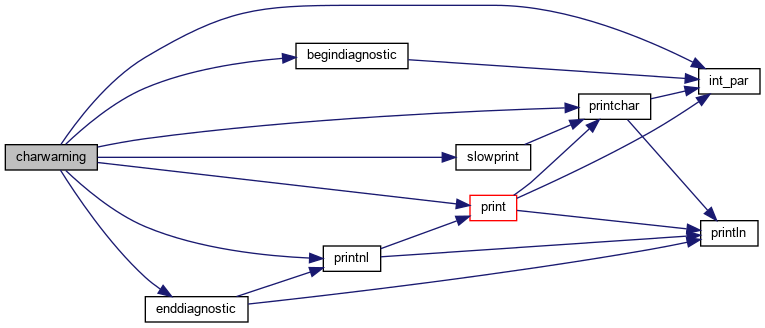 begindiagnostic
int_par
printchar
charwarning
slowprint
print
println
printnl
enddiagnostic